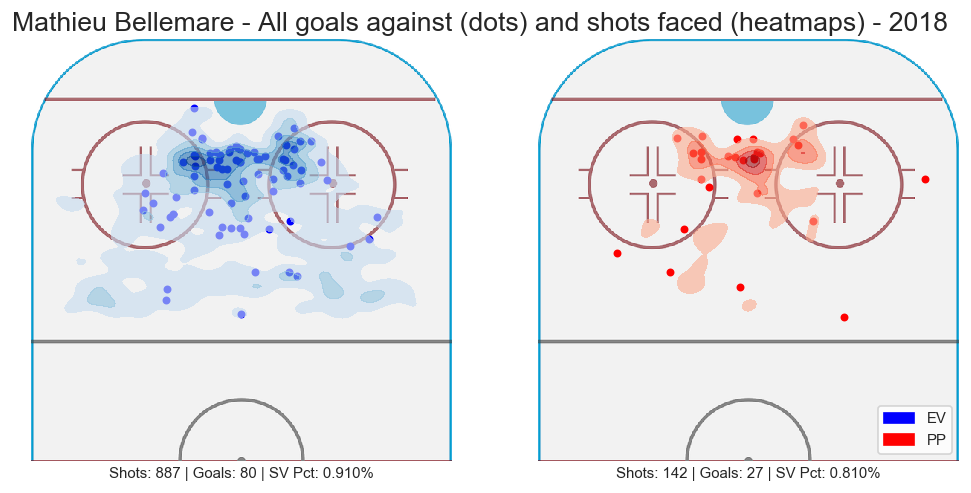 Mathieu Bellemare - All goals against (dots) and shots faced (heatmaps) - 2018
EV
PP
Shots: 887 | Goals: 80 | SV Pct: 0.910%
Shots: 142 | Goals: 27 | SV Pct: 0.810%